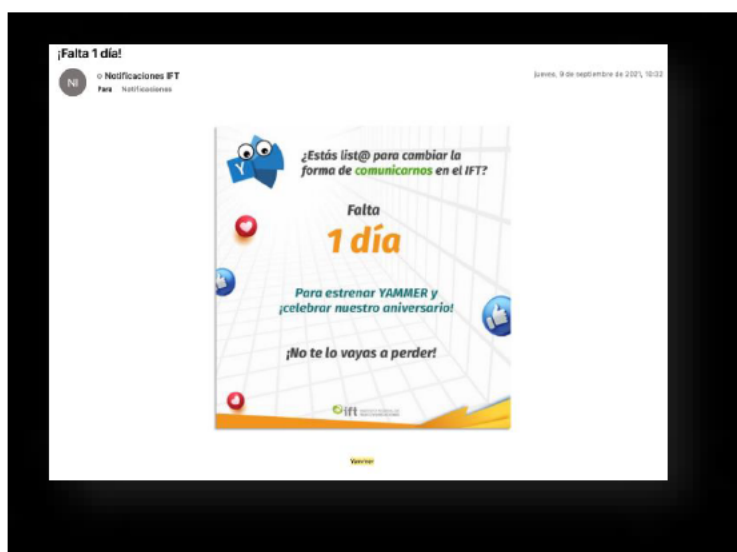 ¡Falta 1 día!
NI
Notificaciones IFT
Para Notificaciones
jueves, 9 de septiembre de 2021, 10:33
Y
¿Estás list@ para cambiar la
forma de comunicarnos en el IFT?
Falta
1 día
Para estrenar YAMMER y
¡celebrar nuestro aniversario!
¡No te lo vayas a perder!
ift
Yammer